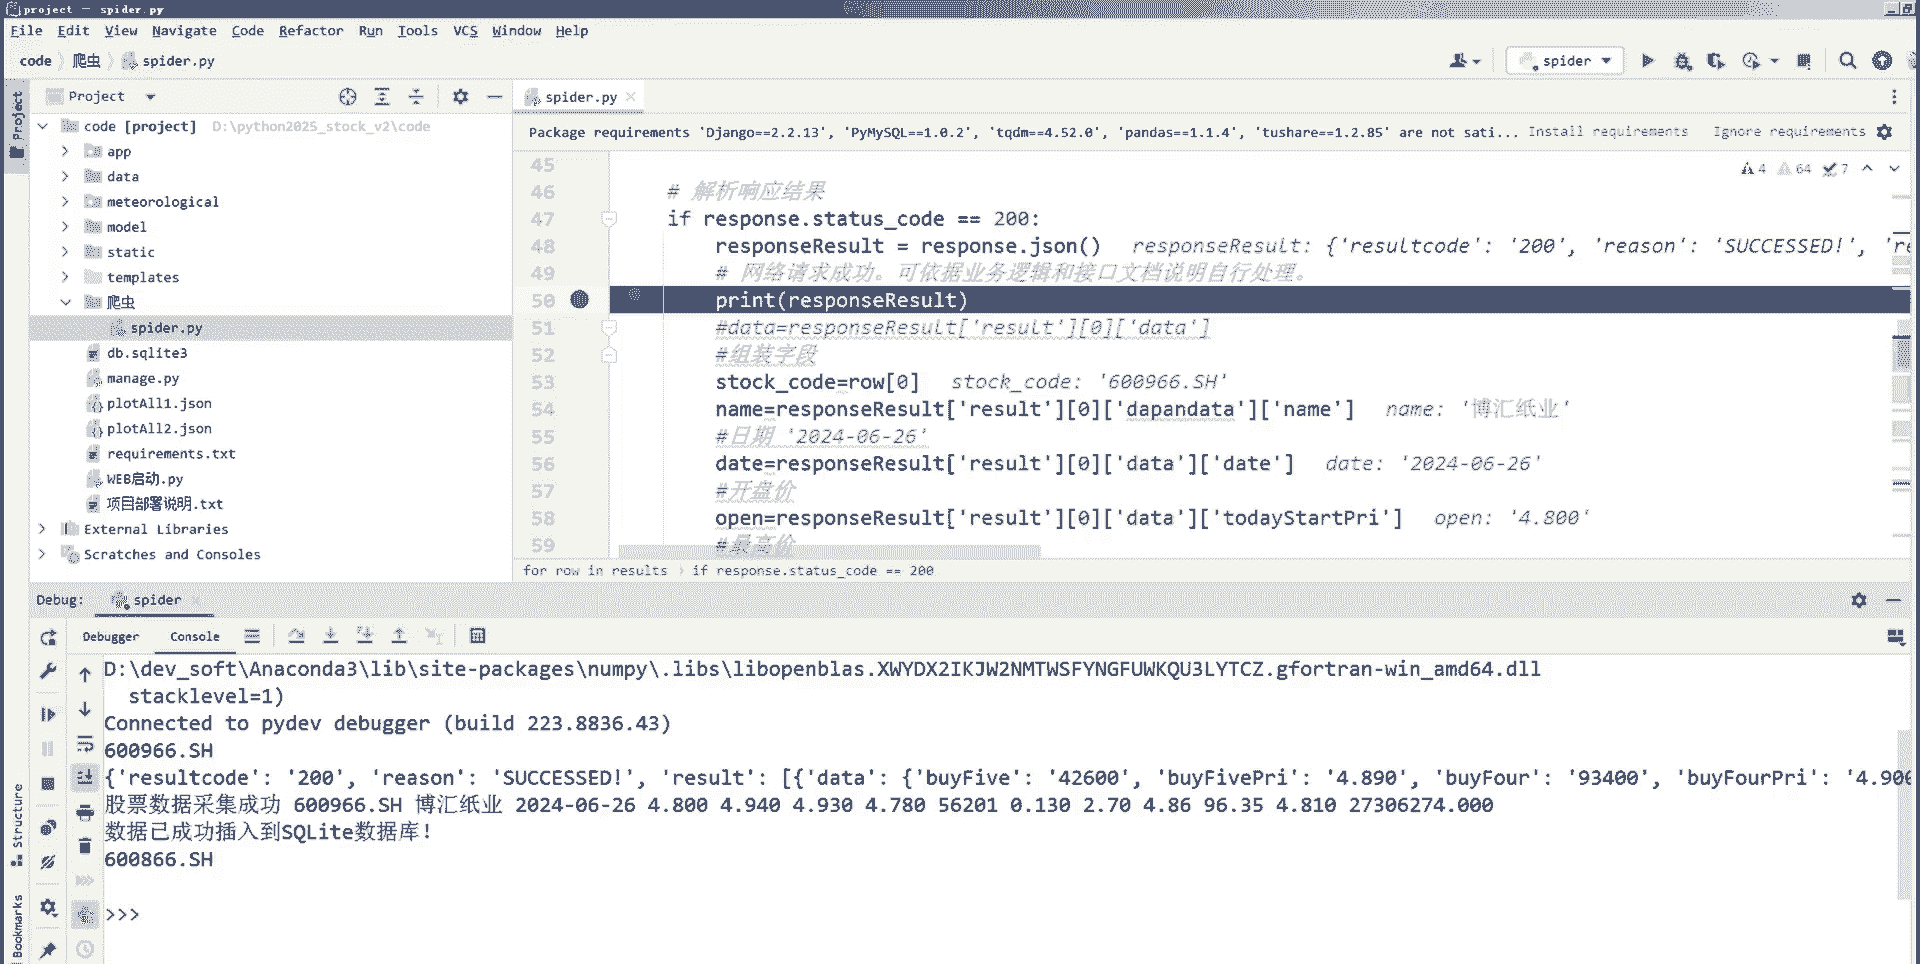 project – spider.py
File Edit View Navigate Code Refactor Run Tools VCS Window Help
code 爬虫 spider.py
spider
Project
Project
spider.py
code [project] D:\python2025_stock_v2\code
app
data
meteorological
model
static
templates
爬虫
spider.py
db.sqlite3
manage.py
plotAll1.json
plotAll2.json
requirements.txt
WEB启动.py
项目部署说明.txt
External Libraries
Scratches and Consoles
Package requirements 'Django==2.2.13', 'PyMySQL==1.0.2', 'tqdm==4.52.0', 'pandas==1.1.4', 'tushare==1.2.85' are not sati... Install requirements Ignore requirements
4 64 7
45
46 # 解析响应结果
47 if response.status_code == 200:
48 responseResult = response.json() responseResult: {'resultcode': '200', 'reason': 'SUCCESSED!', 're
49 # 网络请求成功。可依据业务逻辑和接口文档说明自行处理。
50 print(responseResult)
51 #data=responseResult['result'][0]['data']
52 #组装字段
53 stock_code=row[0] stock_code: '600966.SH'
54 name=responseResult['result'][0]['dapandata']['name'] name: '博汇纸业'
55 #日期 '2024-06-26'
56 date=responseResult['result'][0]['data']['date'] date: '2024-06-26'
57 #开盘价
58 open=responseResult['result'][0]['data']['todayStartPri'] open: '4.800'
59 #最高价
for row in results › if response.status_code == 200
Debug: spider
Debugger Console
D:\dev_soft\Anaconda3\lib\site-packages\numpy\.libs\libopenblas.XWYDX2IKJW2NMTWSFYNGFUWKQU3LYTCZ.gfortran-win_amd64.dll
stacklevel=1)
Connected to pydev debugger (build 223.8836.43)
600966.SH
{'resultcode': '200', 'reason': 'SUCCESSED!', 'result': [{'data': {'buyFive': '42600', 'buyFivePri': '4.890', 'buyFour': '93400', 'buyFourPri': '4.900
股票数据采集成功 600966.SH 博汇纸业 2024-06-26 4.800 4.940 4.930 4.780 56201 0.130 2.70 4.86 96.35 4.810 27306274.000
数据已成功插入到SQLite数据库!
600866.SH
>>>
Structure
Bookmarks